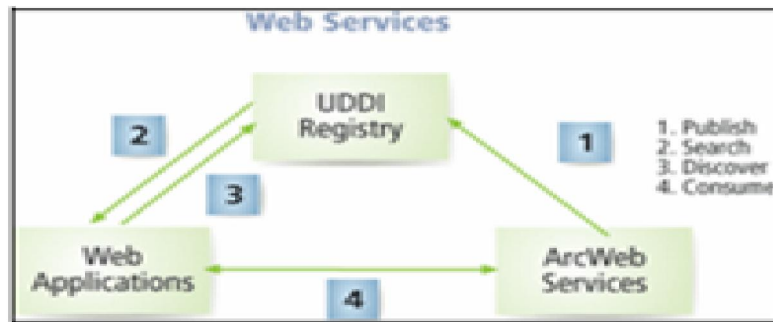 Web Services
UDDI
Registry
2
1
1. Publish
2. Search
3. Discover
4. Consume
3
Web
Applications
ArcWeb
Services
4